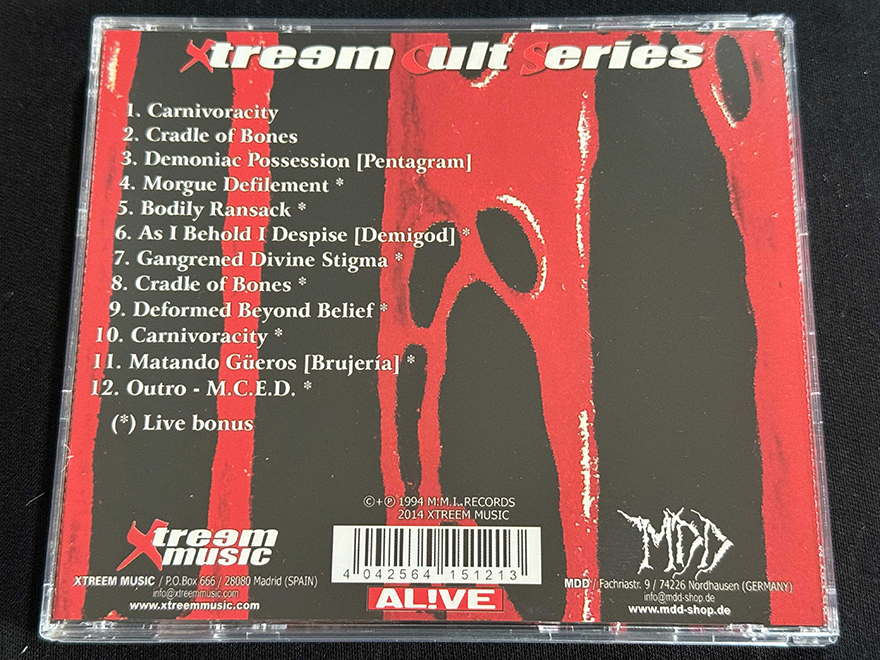 Xtreem Cult Series
1. Carnivoracity
2. Cradle of Bones
3. Demoniac Possession [Pentagram]
4. Morgue Defilement *
5. Bodily Ransack *
6. As I Behold I Despise [Demigod] *
7. Gangrened Divine Stigma *
8. Cradle of Bones *
9. Deformed Beyond Belief *
10. Carnivoracity *
11. Matando Güeros [Brujería] *
12. Outro - M.C.E.D. *
(*) Live bonus
©+℗ 1994 M.M.I. RECORDS
2014 XTREEM MUSIC
Xtreem
music
XTREEM MUSIC / P.O.Box 666 / 28080 Madrid (SPAIN)
info@xtreemmusic.com
www.xtreemmusic.com
4 042564 151213
AL!VE
MDD
MDD / Fachriastr. 9 / 74226 Nordhausen (GERMANY)
info@mdd-shop.de
www.mdd-shop.de